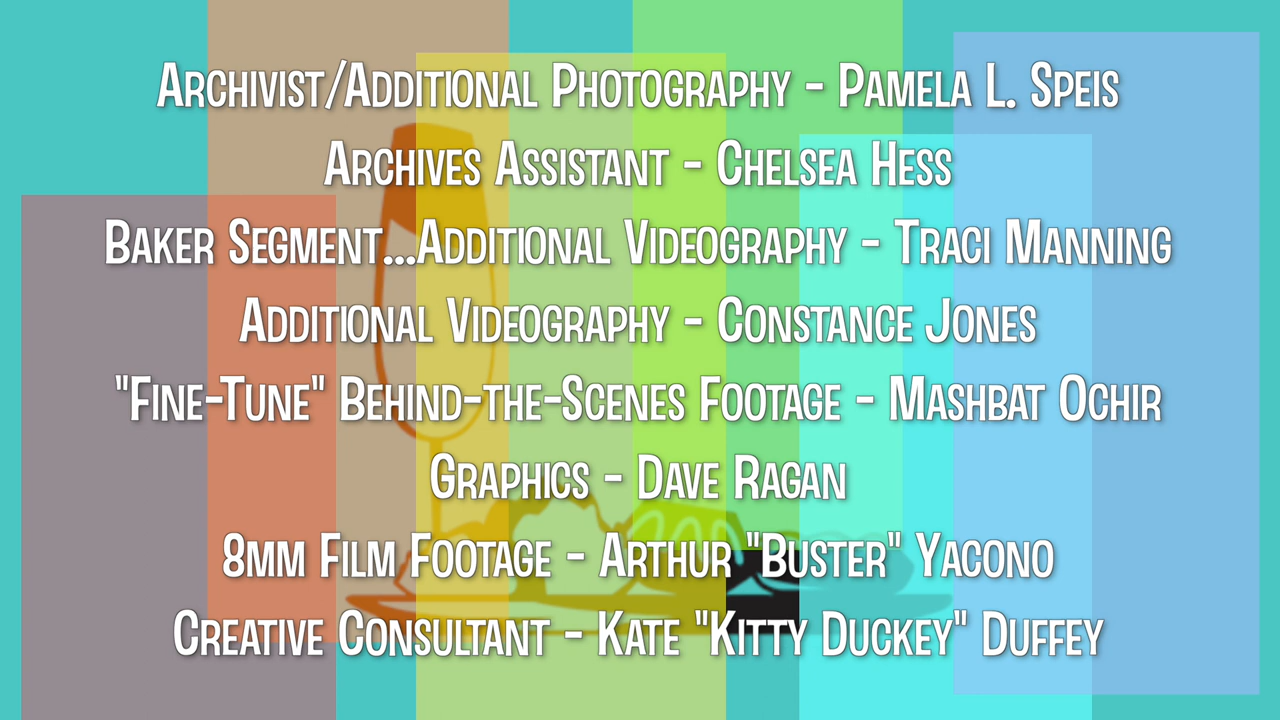 Archivist/Additional Photography - Pamela L. Speis
Archives Assistant - Chelsea Hess
Baker Segment...Additional Videography - Traci Manning
Additional Videography - Constance Jones
"Fine-Tune" Behind-the-Scenes Footage - Mashbat Ochir
Graphics - Dave Ragan
8mm Film Footage - Arthur "Buster" Yacono
Creative Consultant - Kate "Kitty Duckey" Duffey